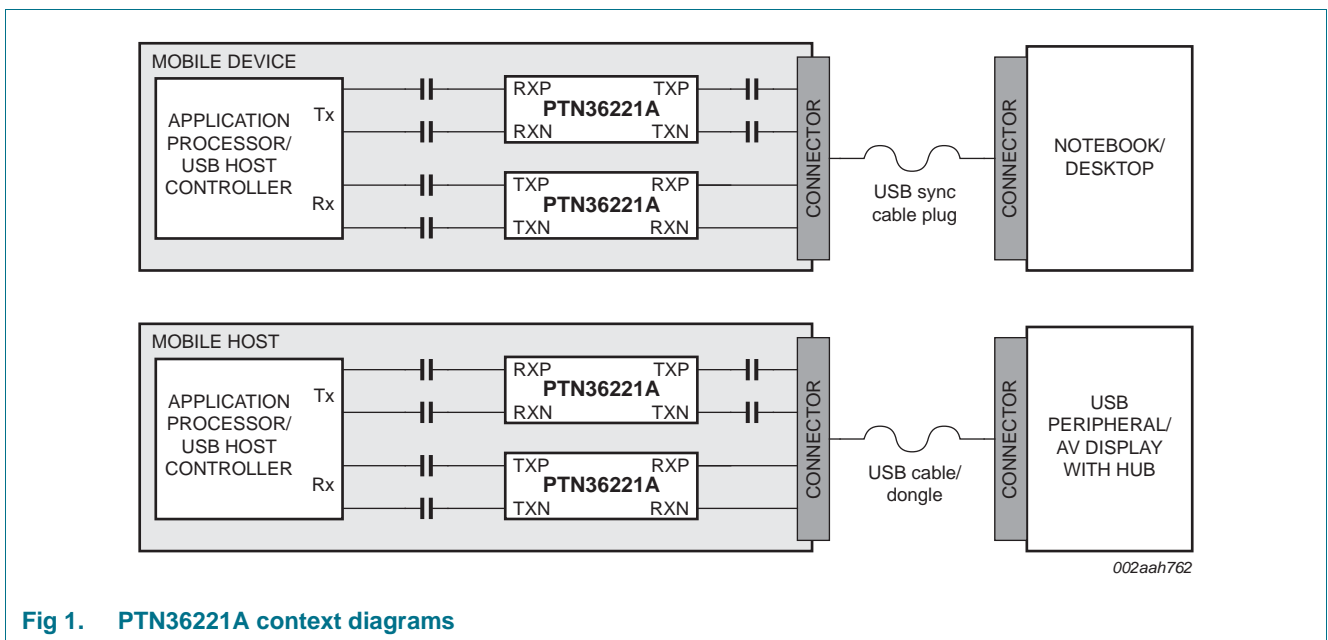 MOBILE DEVICE
APPLICATION
PROCESSOR/
USB HOST
CONTROLLER
Tx
Rx
RXP TXP
PTN36221A
RXN TXN
TXP RXP
PTN36221A
TXN RXN
CONNECTOR
USB sync
cable plug
CONNECTOR
NOTEBOOK/
DESKTOP
MOBILE HOST
APPLICATION
PROCESSOR/
USB HOST
CONTROLLER
Tx
Rx
RXP TXP
PTN36221A
RXN TXN
TXP RXP
PTN36221A
TXN RXN
CONNECTOR
USB cable/
dongle
CONNECTOR
USB
PERIPHERAL/
AV DISPLAY
WITH HUB
002aah762
Fig 1. PTN36221A context diagrams